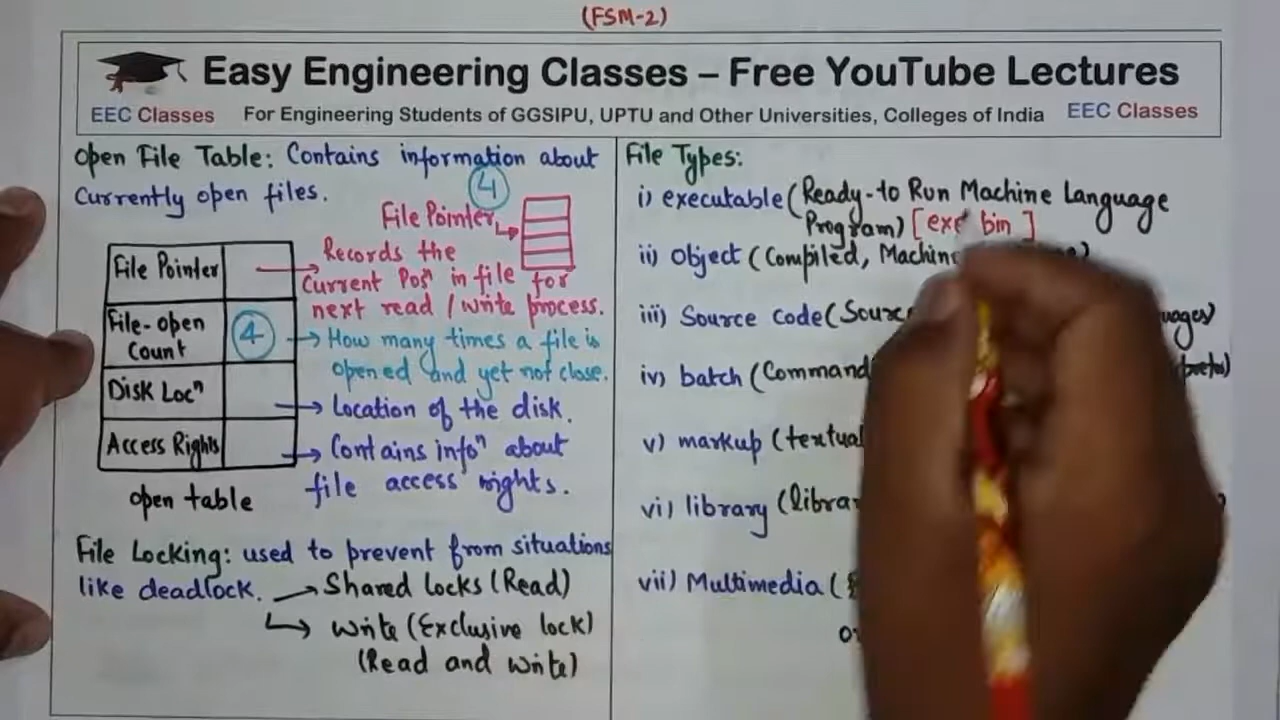 (FSM-2)
Easy Engineering Classes – Free YouTube Lectures
EEC Classes For Engineering Students of GGSIPU, UPTU and Other Universities, Colleges of India EEC Classes
Open File Table: Contains information about
Currently open files.
4
File Pointer
File Pointer
Records the
Current Posⁿ in file for
next read / write process.
File-open
Count
4
How many times a file is
opened and yet not close.
Disk Locⁿ
Location of the disk.
Access Rights
Contains infoⁿ about
file access rights.
open table
File Locking: used to prevent from situations
like deadlock.
Shared locks (Read)
Write (Exclusive lock)
(Read and Write)
File Types:
i) executable (Ready-to Run Machine Language
Program) [exe bin ]
ii) Object (Compiled, Machin
iii) Source code (Sourc
iv) batch (Command
v) markup (textual
vi) library (librar
vii) Multimedia (